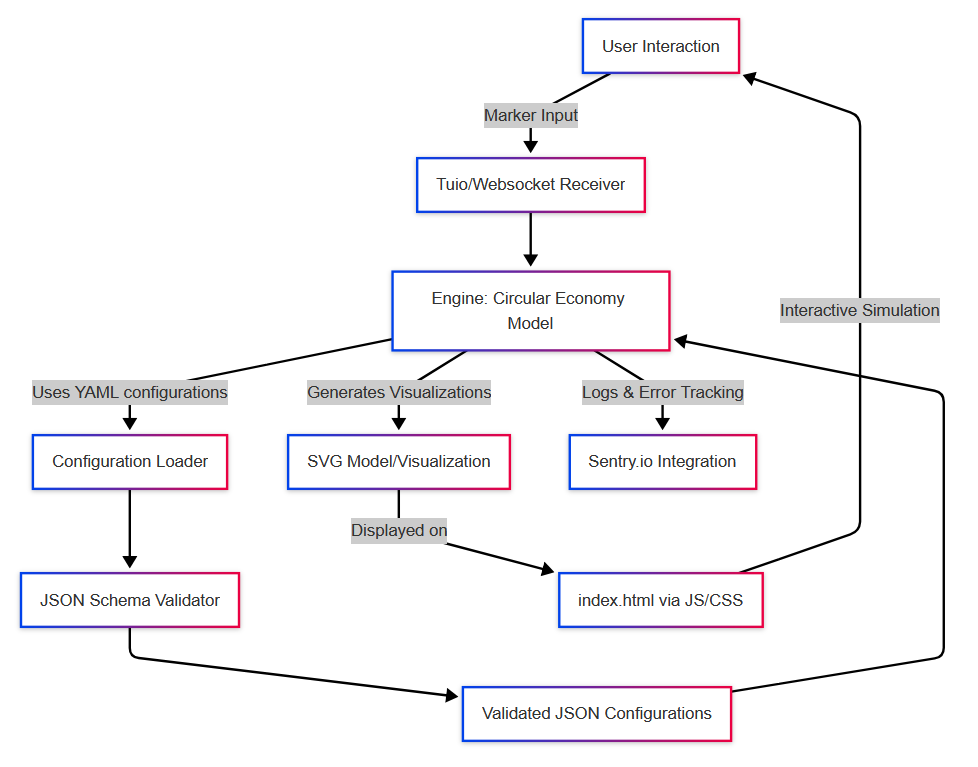 User Interaction
Marker Input
Tuio/Websocket Receiver
Engine: Circular Economy
Model
Interactive Simulation
Uses YAML configurations
Generates Visualizations
Logs & Error Tracking
Configuration Loader
SVG Model/Visualization
Sentry.io Integration
Displayed on
JSON Schema Validator
index.html via JS/CSS
Validated JSON Configurations